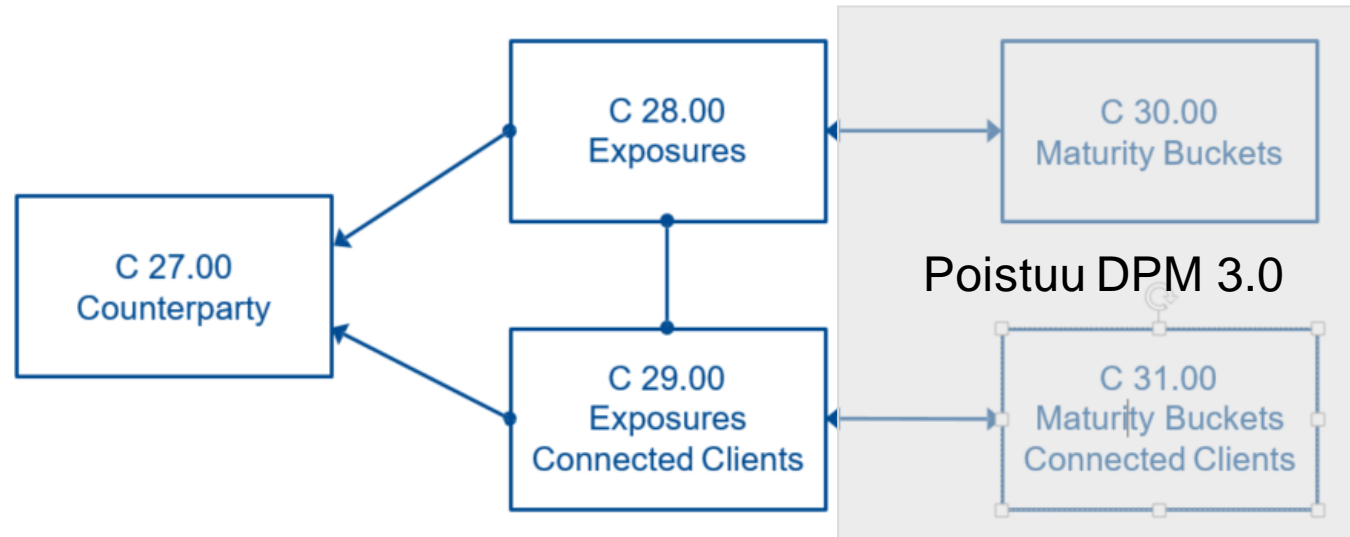 C 28.00
Exposures
C 30.00
Maturity Buckets
C 27.00
Counterparty
Poistuu DPM 3.0
C 29.00
Exposures
Connected Clients
C 31.00
Maturity Buckets
Connected Clients